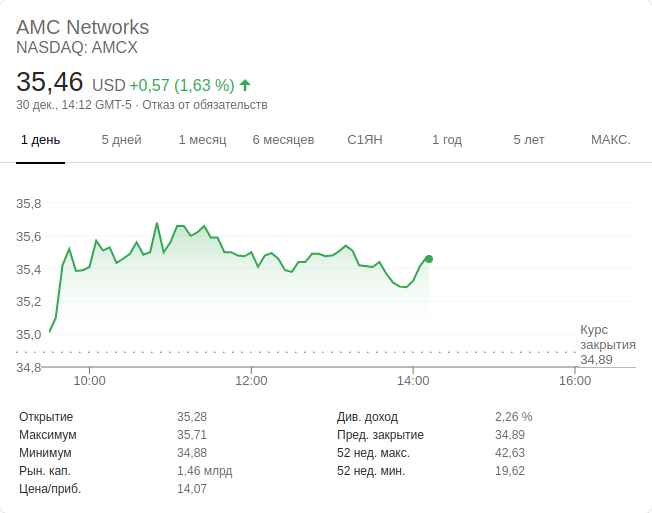 AMC Networks
NASDAQ: AMCX
35,46 USD +0,57 (1,63 %)
30 дек., 14:12 GMT-5 · Отказ от обязательств
1 день 5 дней 1 месяц 6 месяцев С1ЯН 1 год 5 лет МАКС.
35,8
35,6
35,4
35,2
35,0
34,8
Курс
закрытия
34,89
10:00 12:00 14:00 16:00
Открытие 35,28 Див. доход 2,26 %
Максимум 35,71 Пред. закрытие 34,89
Минимум 34,88 52 нед. макс. 42,63
Рын. кап. 1,46 млрд 52 нед. мин. 19,62
Цена/приб. 14,07